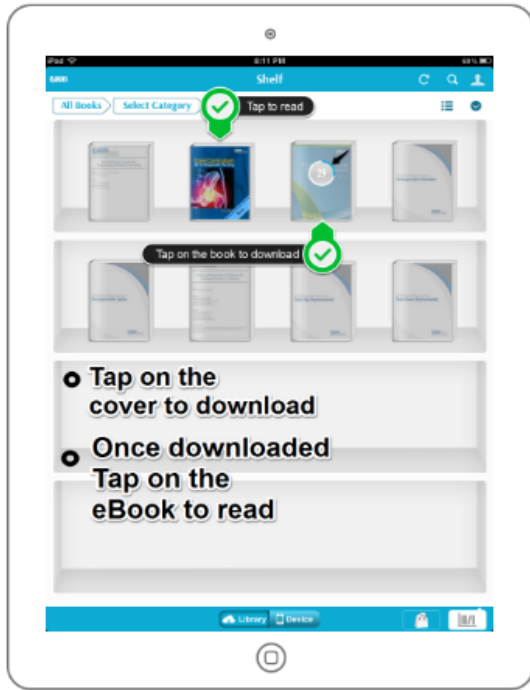 iPad 8:11 PM
Shelf
All Books Select Category Tap to read
29
Tap on the book to download
Tap on the
cover to download
Once downloaded
Tap on the
eBook to read
Library Device